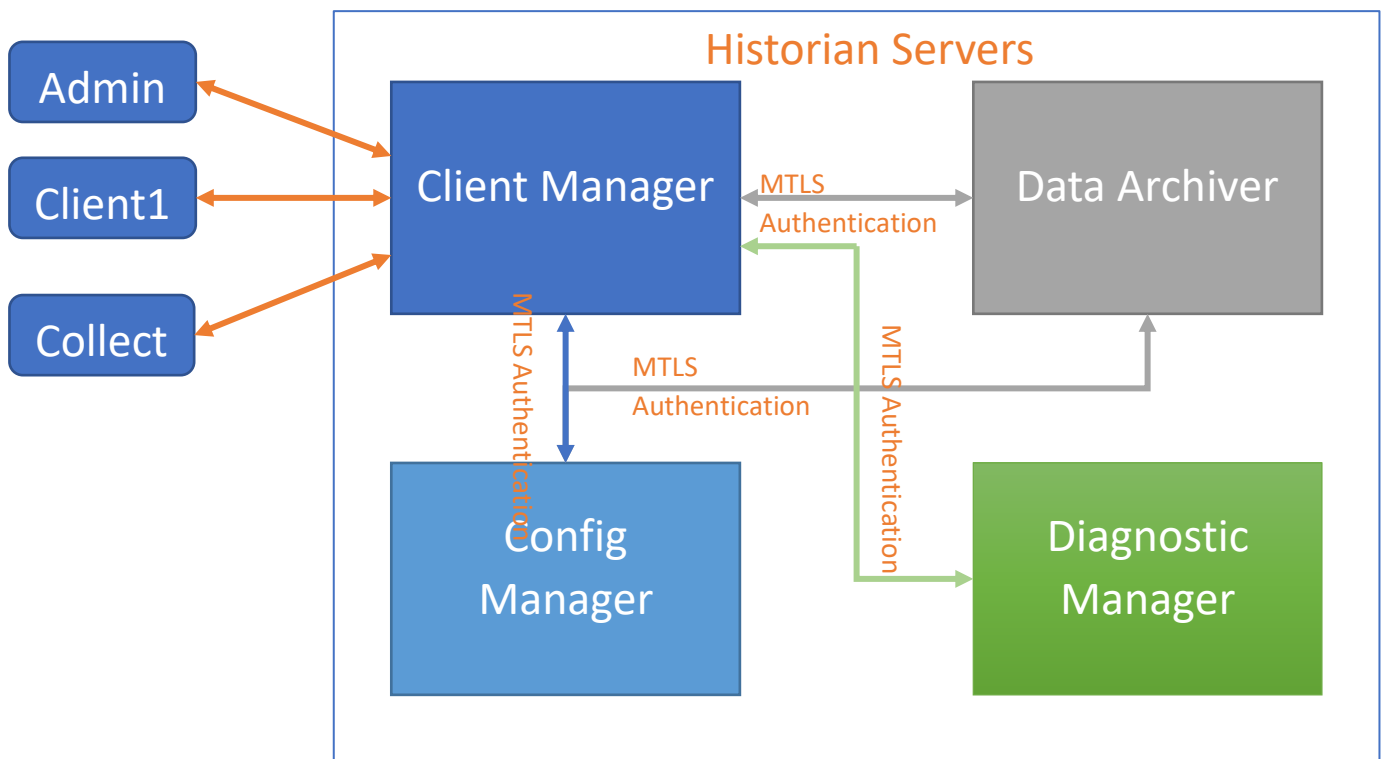 Historian Servers
Admin
Client1
Collect
Client Manager
MTLS
Authentication
Data Archiver
MTLS Authentication
MTLS
Authentication
MTLS Authentication
Config
Manager
Diagnostic
Manager